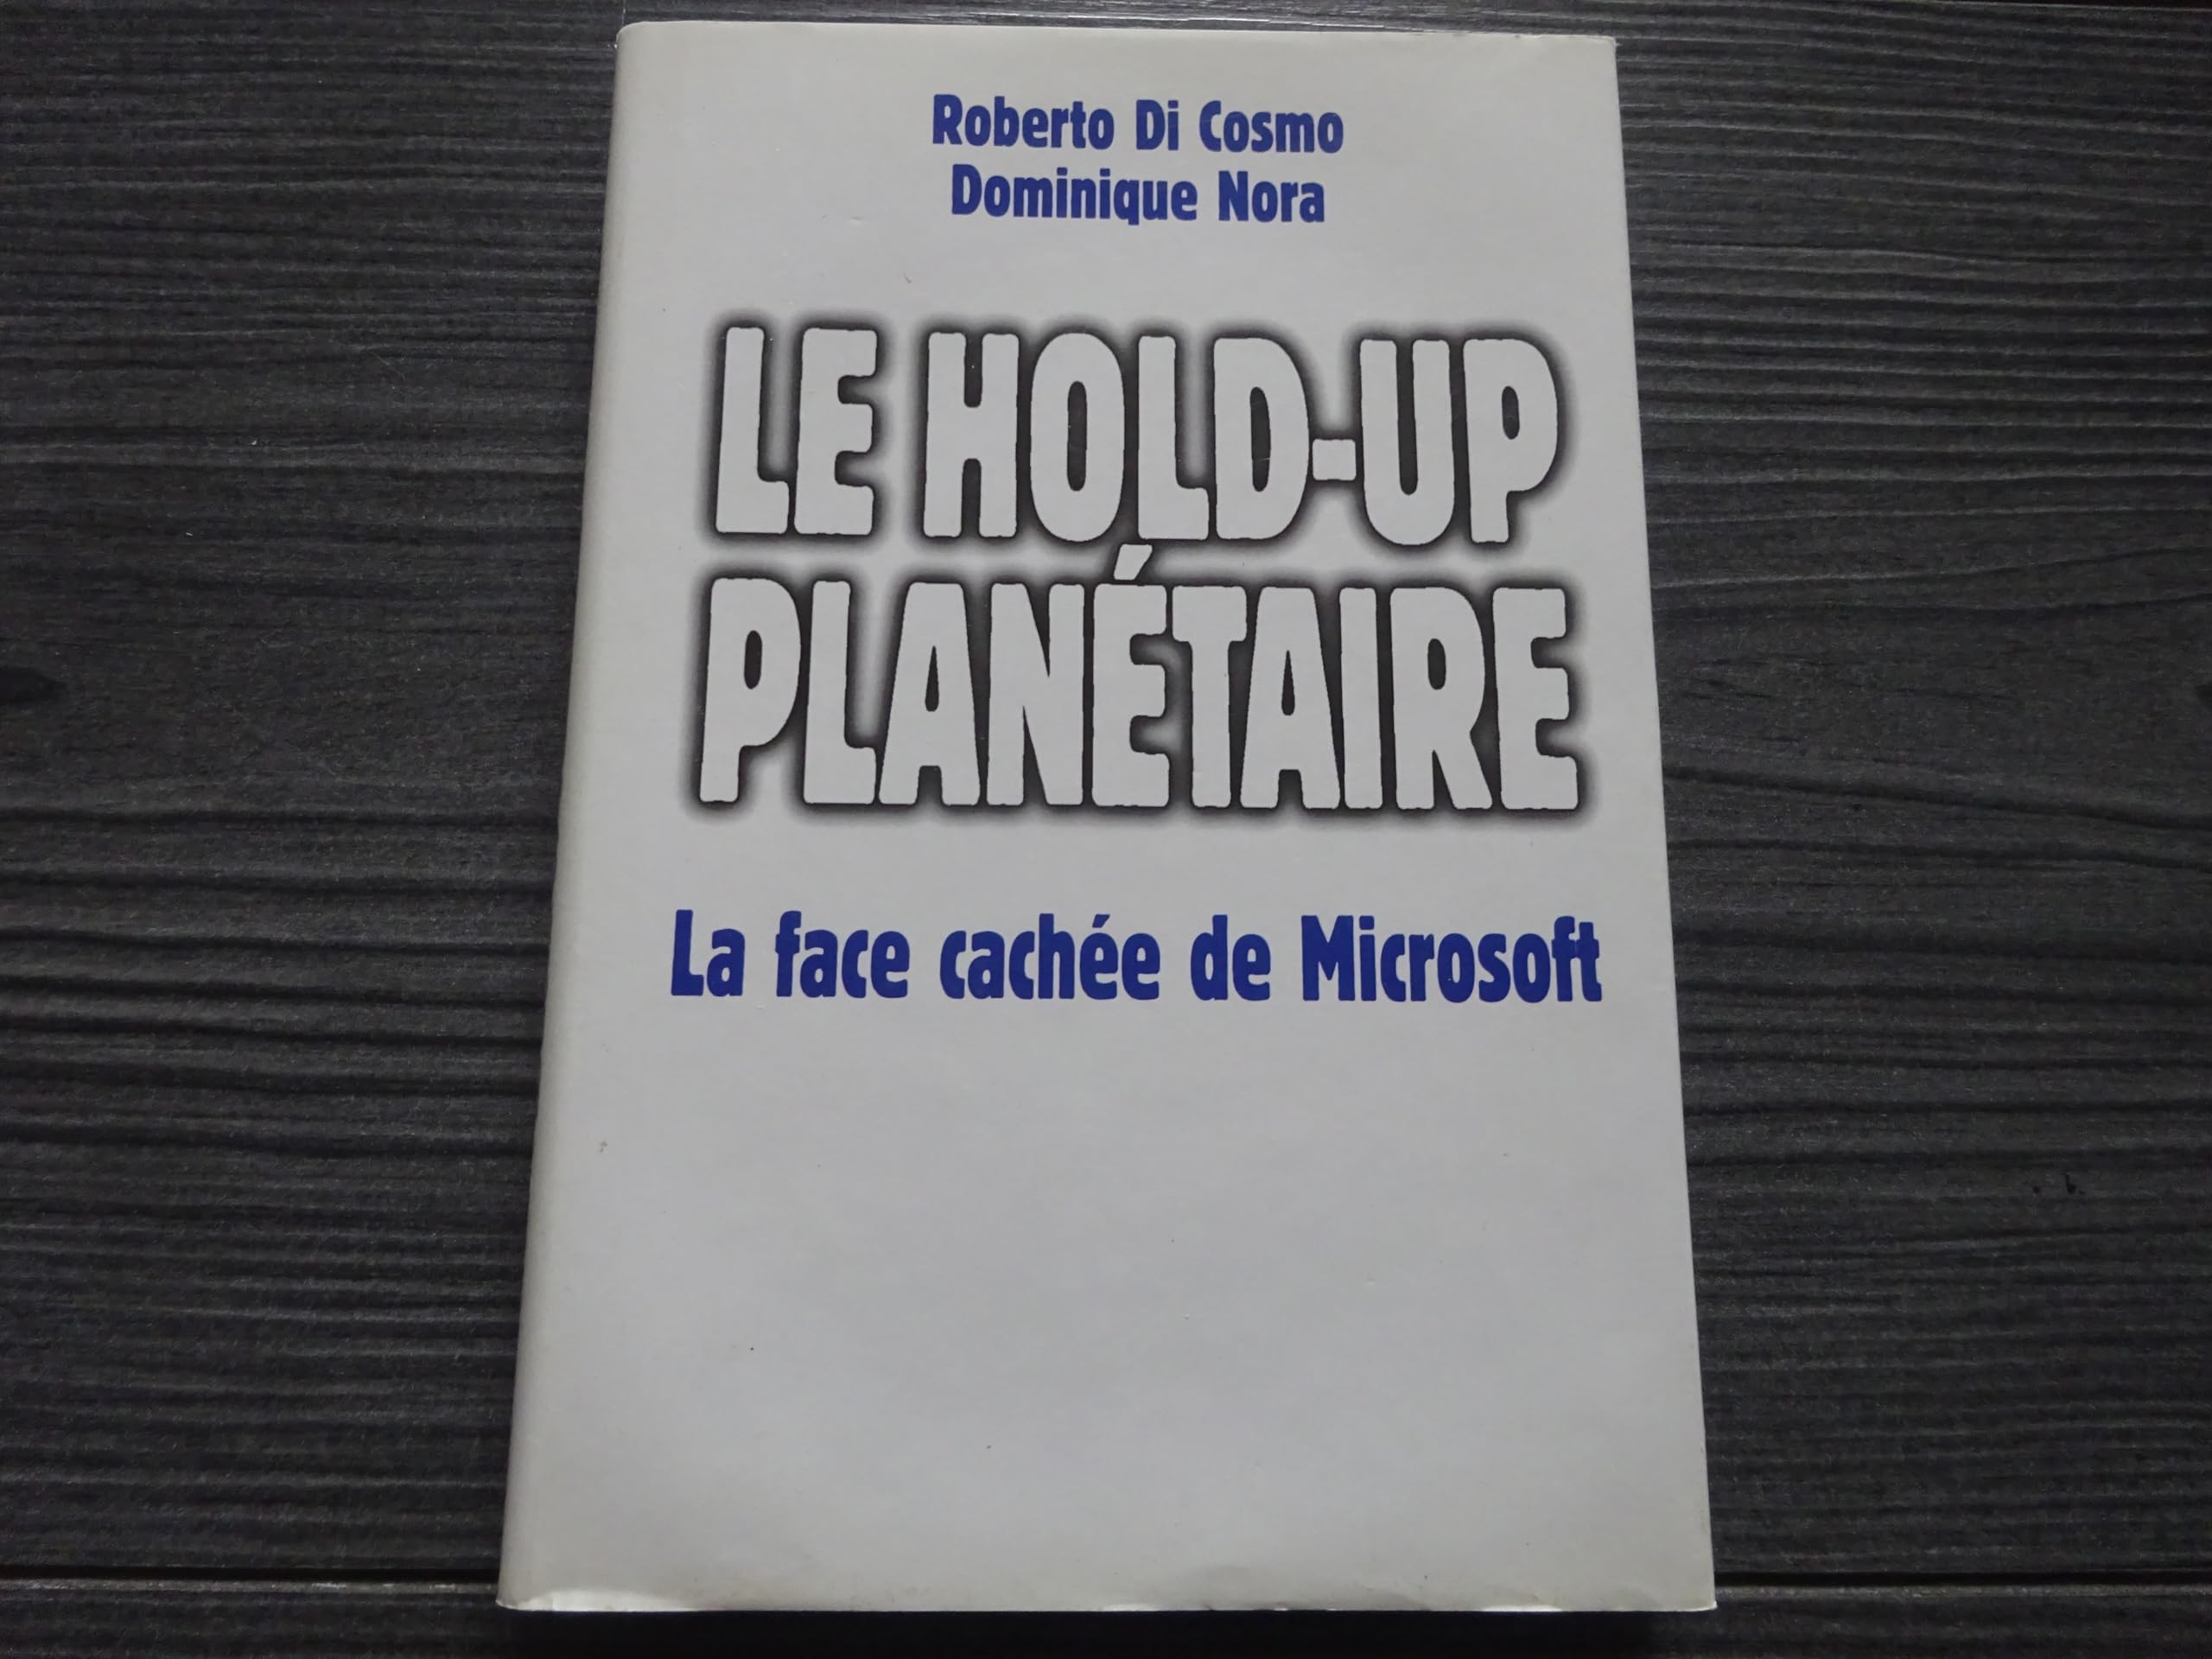 Roberto Di Cosmo
Dominique Nora
LE HOLD-UP
PLANÉTAIRE
La face cachée de Microsoft